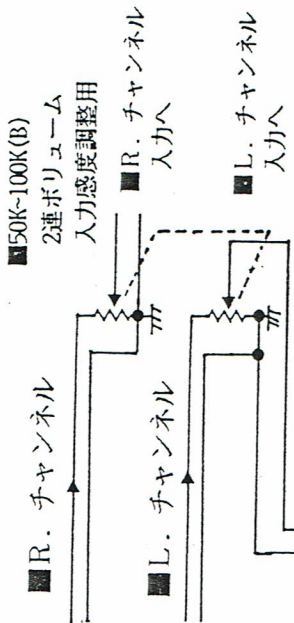 ■50K~100K(B)
2連ボリューム
入力感度調整用
■R. チャンネル
入力へ
■L. チャンネル
入力へ
■R. チャンネル
■L. チャンネル